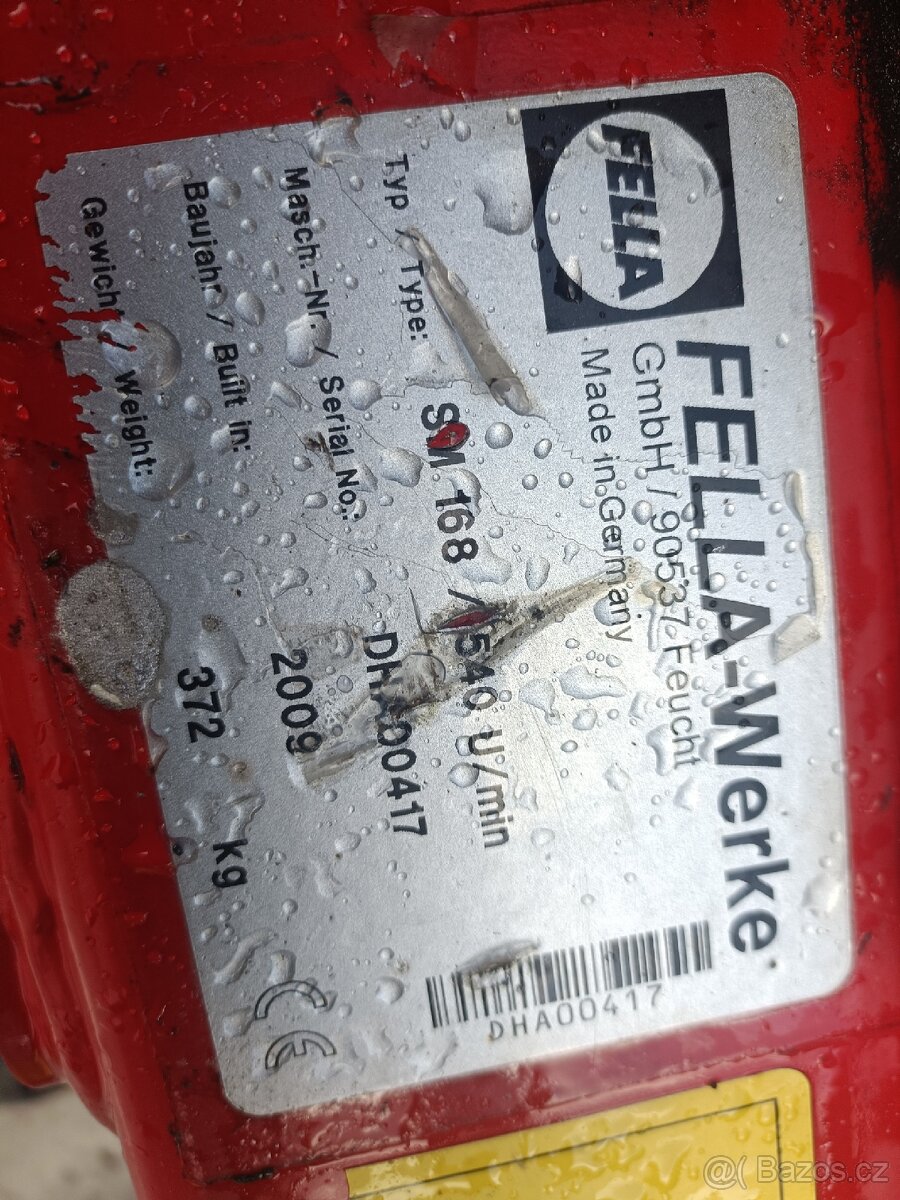 FELLA
FELLA-Werke
GmbH / 90537 Feucht
Made in Germany
Typ / Type: SM 168 / 540 U/min
Masch.-Nr. / Serial No.: DHA00417
Baujahr / Built in: 2009
Gewicht / Weight: 372 kg
DHA00417
CE
@( Bazos.cz